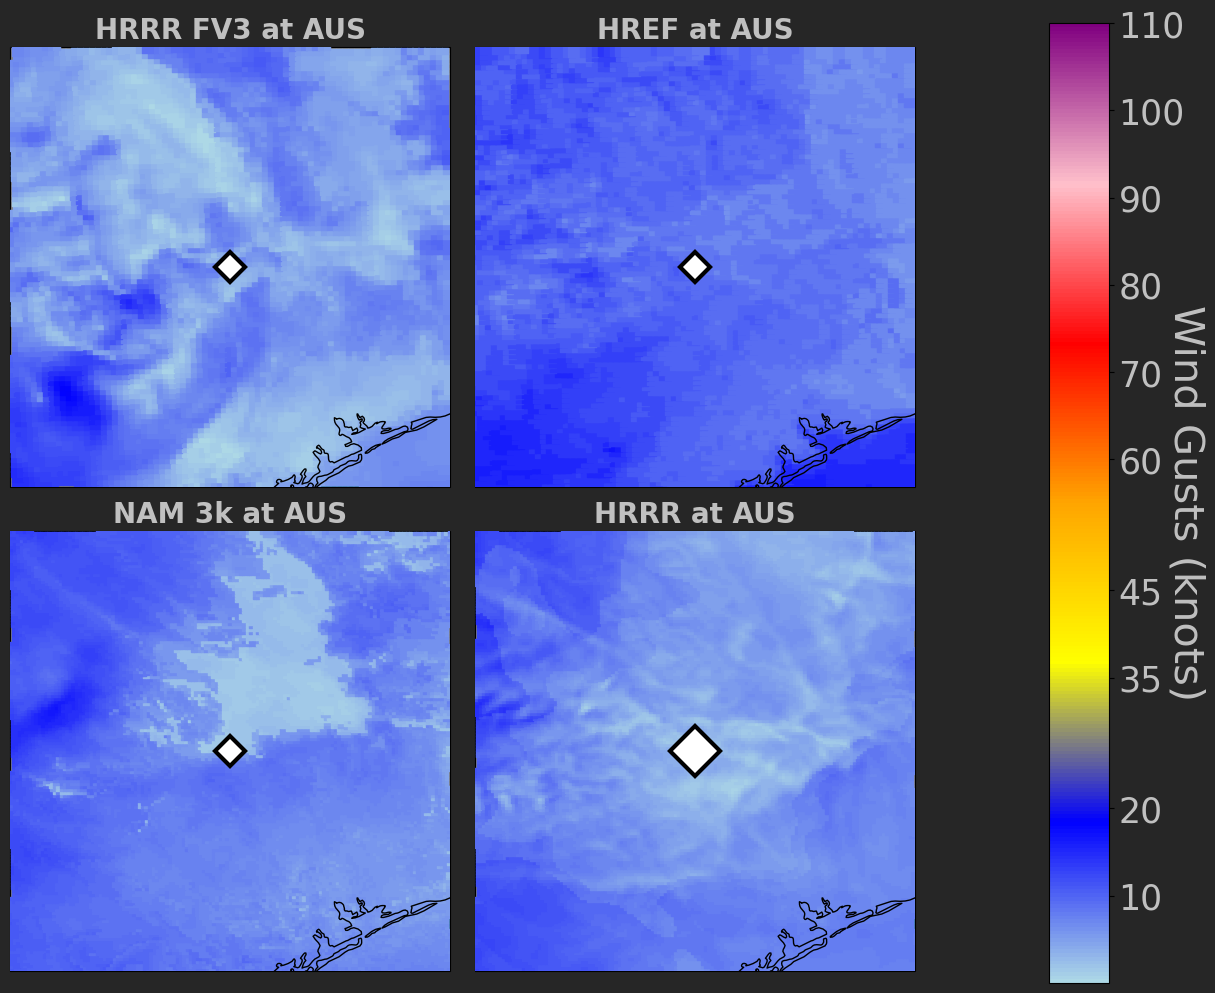 HRRR FV3 at AUS
HREF at AUS
NAM 3k at AUS
HRRR at AUS
110
100
90
80
70
60
45
35
20
10
Wind Gusts (knots)